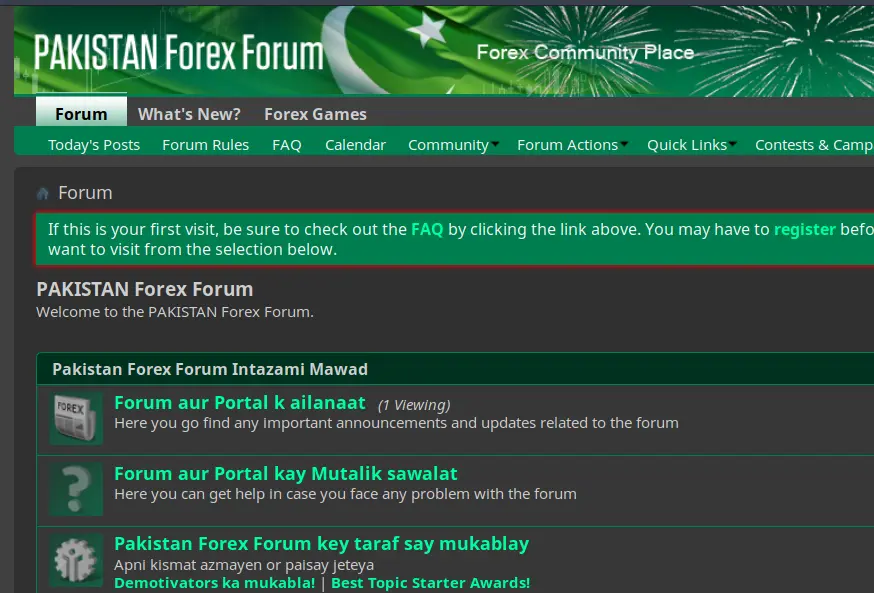 PAKISTAN Forex Forum
Forex Community Place
Forum What's New? Forex Games
Today's Posts Forum Rules FAQ Calendar Community Forum Actions Quick Links Contests & Camp
Forum
If this is your first visit, be sure to check out the FAQ by clicking the link above. You may have to register befo
want to visit from the selection below.
PAKISTAN Forex Forum
Welcome to the PAKISTAN Forex Forum.
Pakistan Forex Forum Intazami Mawad
FOREX
Forum aur Portal k ailanaat (1 Viewing)
Here you go find any important announcements and updates related to the forum
Forum aur Portal kay Mutalik sawalat
Here you can get help in case you face any problem with the forum
Pakistan Forex Forum key taraf say mukablay
Apni kismat azmayen or paisay jeteya
Demotivators ka mukabla! | Best Topic Starter Awards!